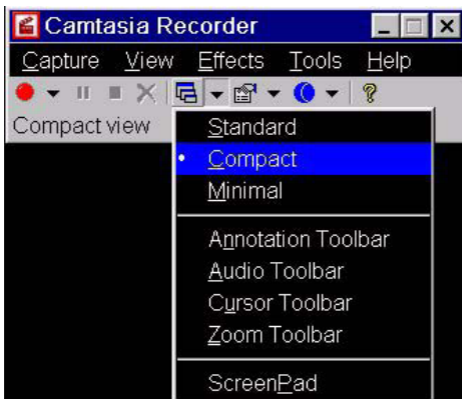 Camtasia Recorder
Capture View Effects Tools Help
Compact view
Standard
Compact
Minimal
Annotation Toolbar
Audio Toolbar
Cursor Toolbar
Zoom Toolbar
ScreenPad